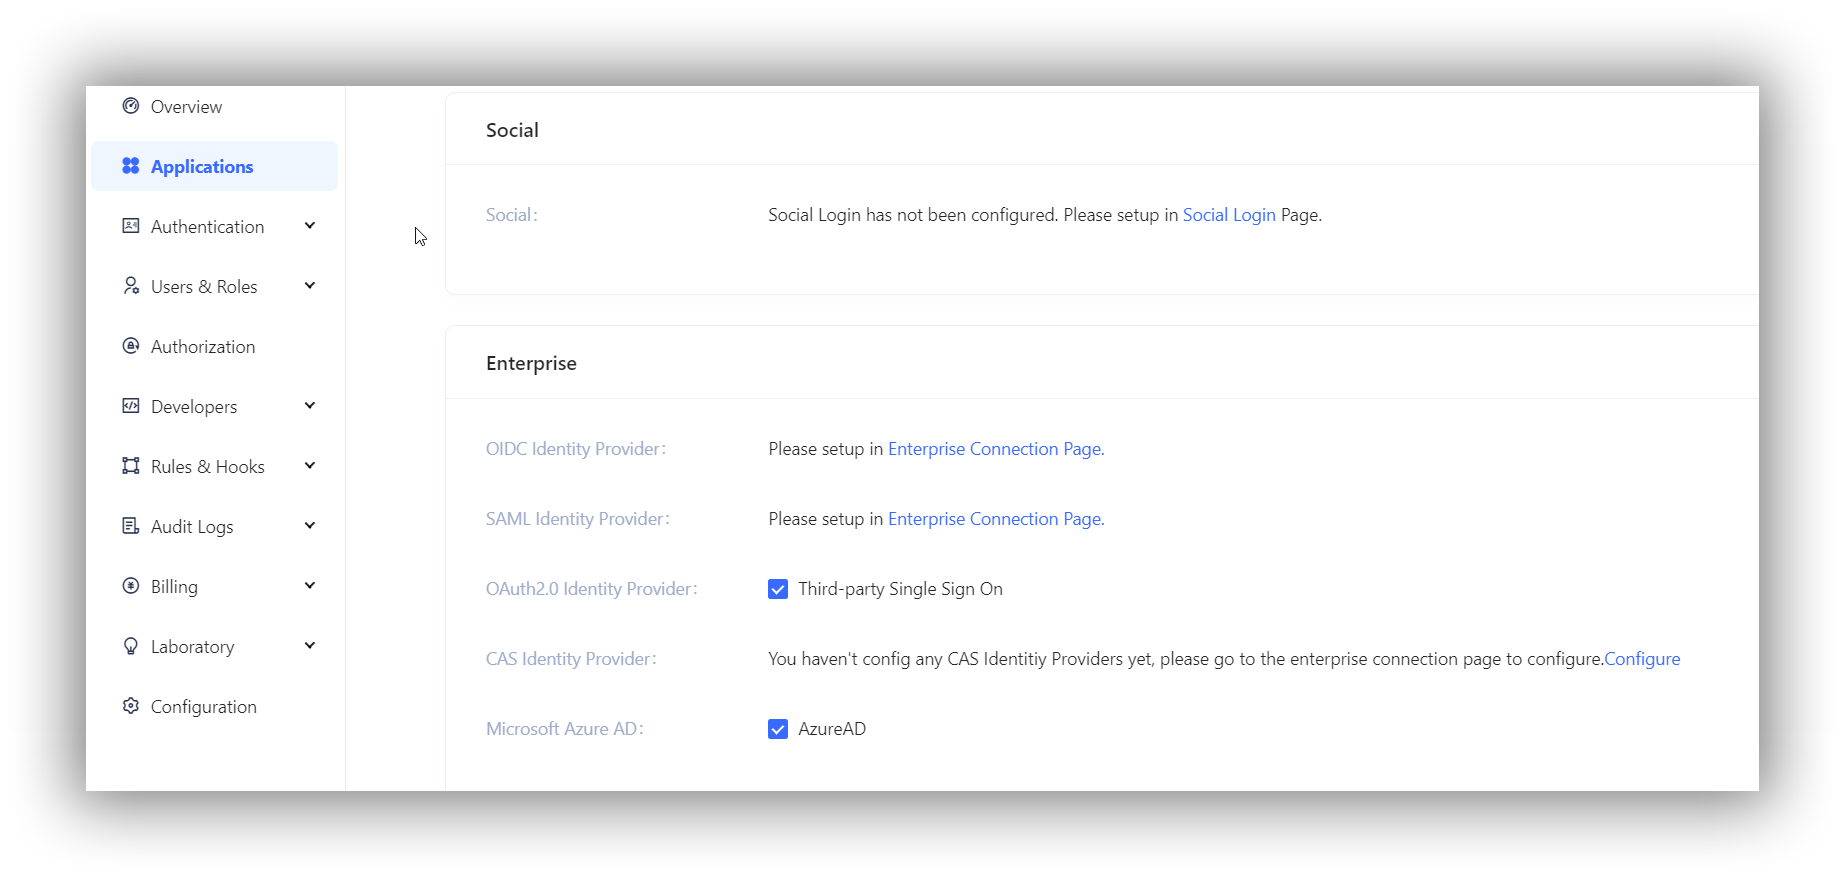 Overview
Applications
Authentication
Users & Roles
Authorization
Developers
Rules & Hooks
Audit Logs
Billing
Laboratory
Configuration
Social
Social: Social Login has not been configured. Please setup in Social Login Page.
Enterprise
OIDC Identity Provider: Please setup in Enterprise Connection Page.
SAML Identity Provider: Please setup in Enterprise Connection Page.
OAuth2.0 Identity Provider: Third-party Single Sign On
CAS Identity Provider: You haven't config any CAS Identitiy Providers yet, please go to the enterprise connection page to configure.Configure
Microsoft Azure AD: AzureAD